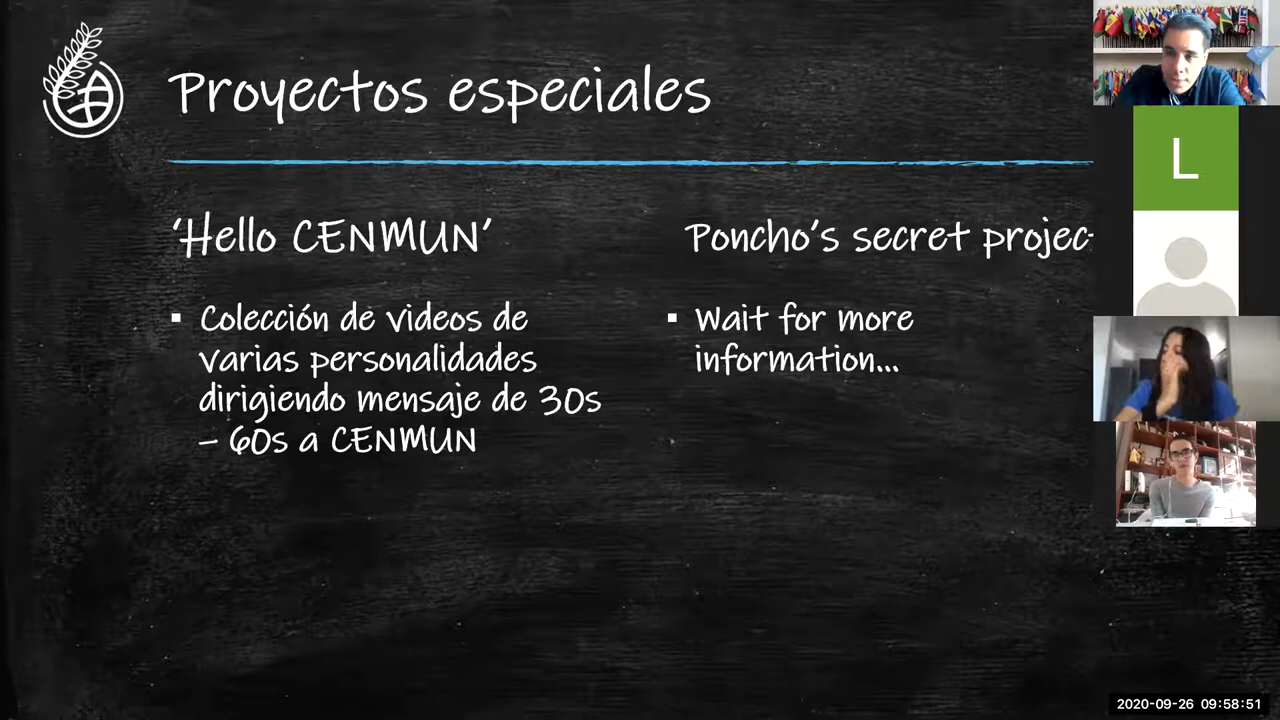 Proyectos especiales
‘Hello CENMUN’
▪ Colección de videos de
varias personalidades
dirigiendo mensaje de 30s
– 60s a CENMUN
Poncho’s secret projec
▪ Wait for more
information...
L
2020-09-26 09:58:51